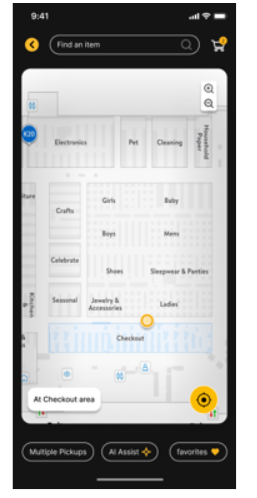 9:41
Find an item
K20
Electronics
Pet
Cleaning
Household
Paper
Girls
Baby
Crafts
Boys
Mens
Celebrate
Shoes
Sleepwear & Panties
Kitchen
Seasonal
Jewelry &
Accessories
Ladies'
Checkout
At Checkout area
Multiple Pickups
AI Assist
favorites